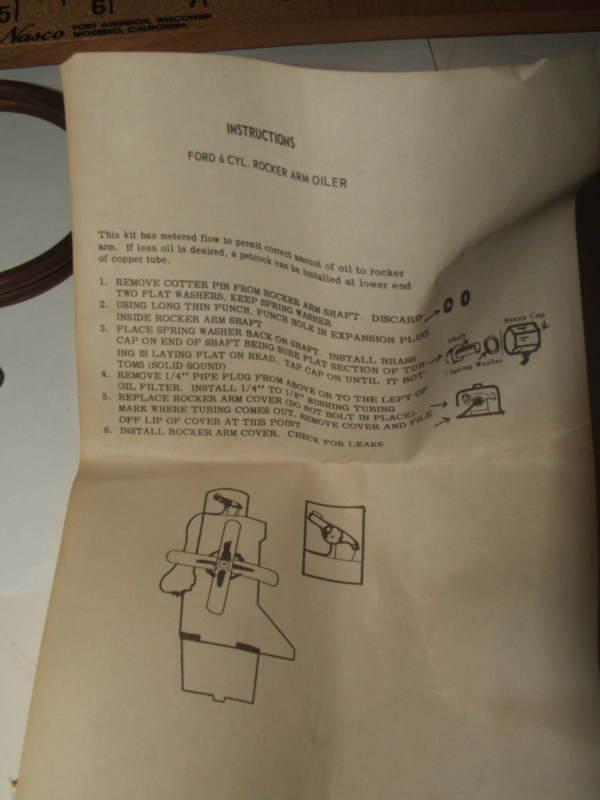 5 6 7
Nasco FORT ATKINSON, WISCONSIN
MODESTO, CALIFORNIA
INSTRUCTIONS
FORD 6 CYL. ROCKER ARM OILER
This kit has metered flow to permit correct amount of oil to rocker
arm. If less oil is desired, a petcock can be installed at lower end
of copper tube.
1. REMOVE COTTER PIN FROM ROCKER ARM SHAFT. DISCARD
TWO FLAT WASHERS, KEEP SPRING WASHER
2. USING LONG THIN PUNCH, PUNCH HOLE IN EXPANSION PLUG
INSIDE ROCKER ARM SHAFT
3. PLACE SPRING WASHER BACK ON SHAFT. INSTALL BRASS
CAP ON END OF SHAFT BEING SURE FLAT SECTION OF TUB-
ING IS LAYING FLAT ON HEAD. TAP CAP ON UNTIL IT BOT-
TOMS (SOLID SOUND)
4. REMOVE 1/4" PIPE PLUG FROM ABOVE OR TO THE LEFT OF
OIL FILTER. INSTALL 1/4" TO 1/8" BUSHING TUBING
5. REPLACE ROCKER ARM COVER (DO NOT BOLT IN PLACE).
MARK WHERE TUBING COMES OUT, REMOVE COVER AND FILE
OFF LIP OF COVER AT THIS POINT
6. INSTALL ROCKER ARM COVER. CHECK FOR LEAKS
Brass Cap
Shaft
Spring Washer